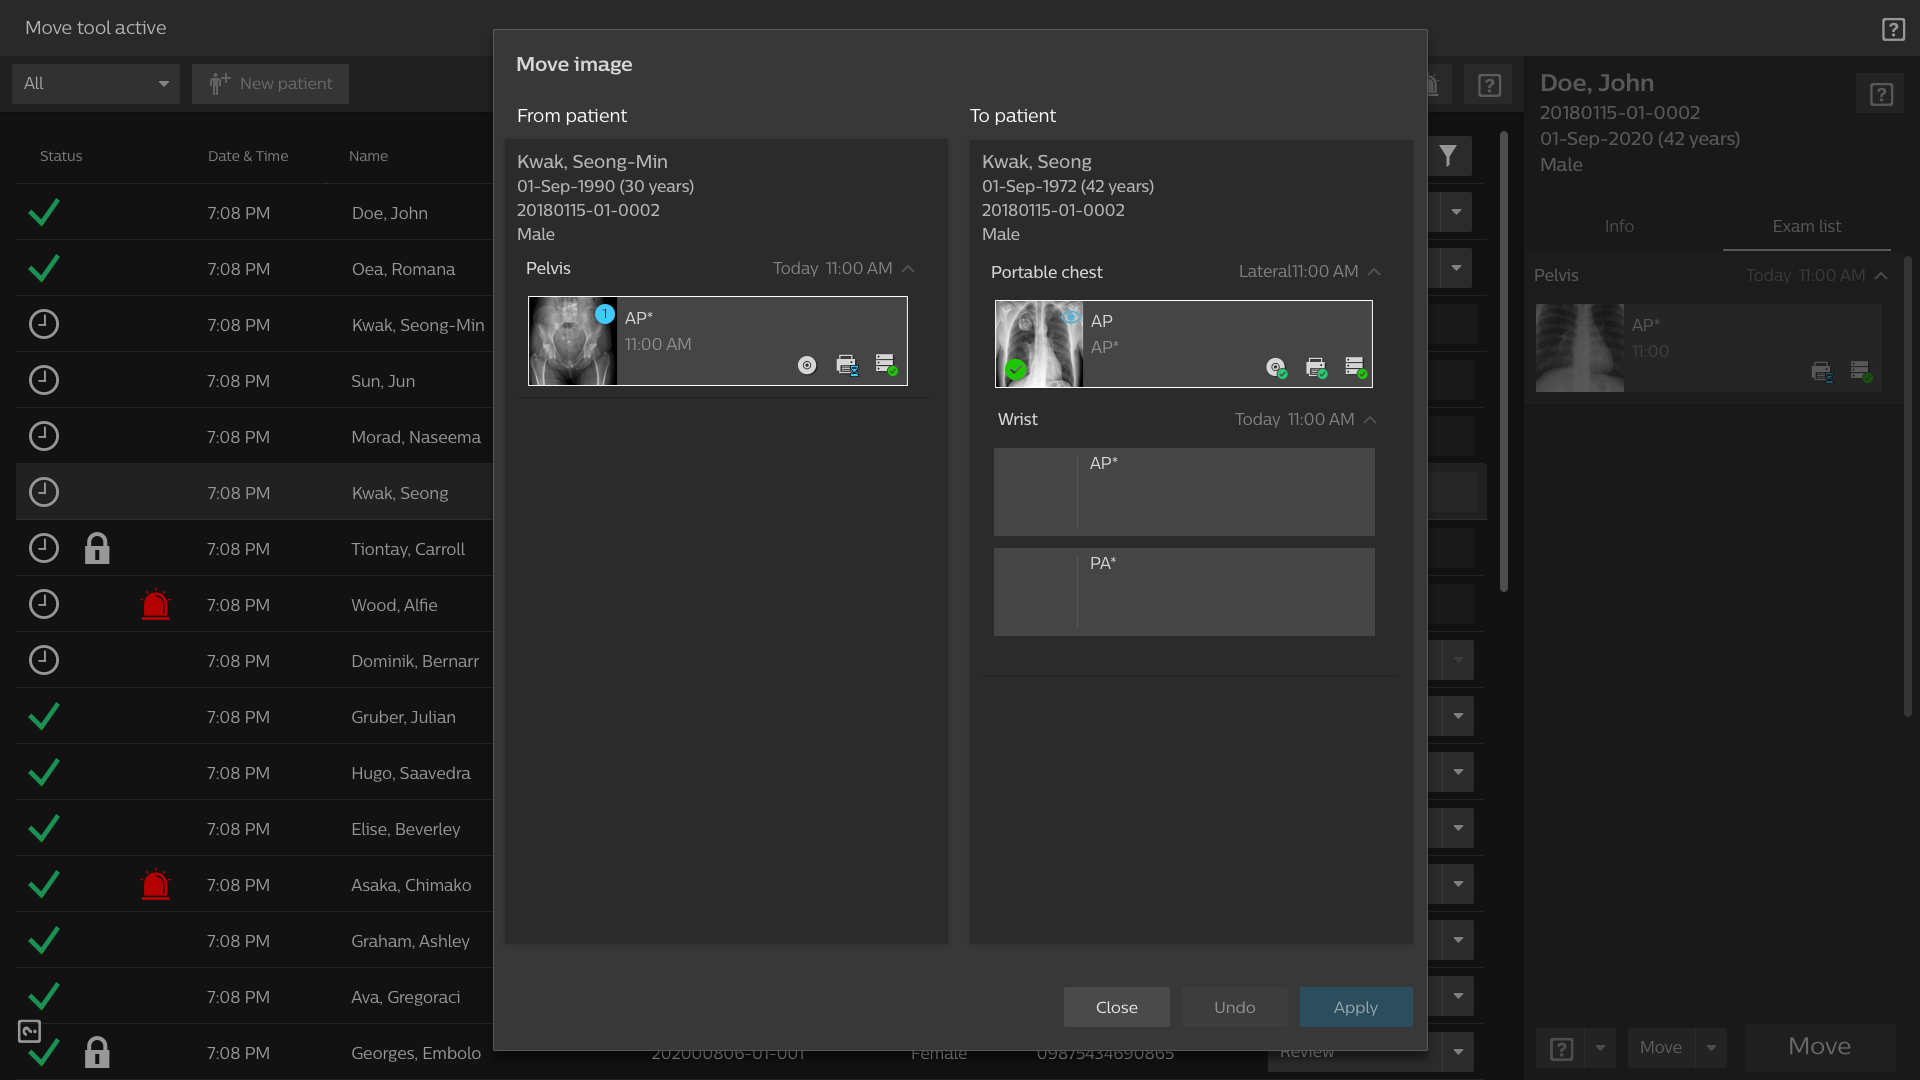 Move tool active
All
New patient
Status
Date & Time
Name
7:08 PM
Doe, John
7:08 PM
Oea, Romana
7:08 PM
Kwak, Seong-Min
7:08 PM
Sun, Jun
7:08 PM
Morad, Naseema
7:08 PM
Kwak, Seong
7:08 PM
Tiontay, Carroll
7:08 PM
Wood, Alfie
7:08 PM
Dominik, Bernarr
7:08 PM
Gruber, Julian
7:08 PM
Hugo, Saavedra
7:08 PM
Elise, Beverley
7:08 PM
Asaka, Chimako
7:08 PM
Graham, Ashley
7:08 PM
Ava, Gregoraci
7:08 PM
Georges, Embolo
202000806-01-001
Female
09875434690865
Review
Move image
From patient
Kwak, Seong-Min
01-Sep-1990 (30 years)
20180115-01-0002
Male
Pelvis
Today 11:00 AM
1
AP*
11:00 AM
To patient
Kwak, Seong
01-Sep-1972 (42 years)
20180115-01-0002
Male
Portable chest
Lateral11:00 AM
AP
AP*
Wrist
Today 11:00 AM
AP*
PA*
Close
Undo
Apply
Doe, John
20180115-01-0002
01-Sep-2020 (42 years)
Male
Info
Exam list
Pelvis
Today 11:00 AM
AP*
11:00
Move
Move